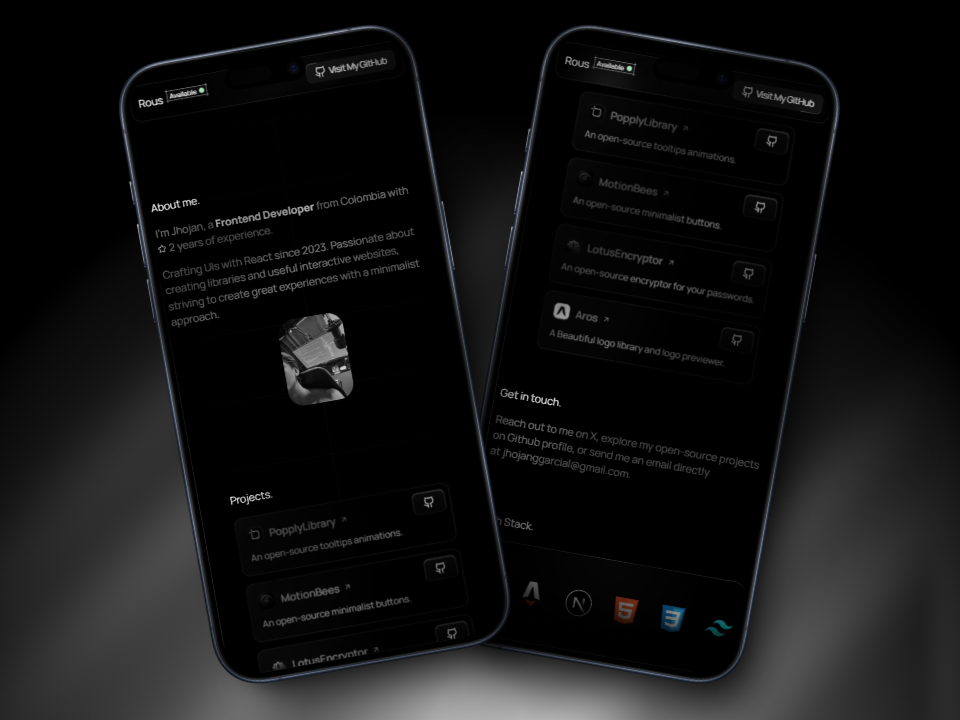 Rous
Available
Visit My GitHub
About me.
I'm Jhojan, a Frontend Developer from Colombia with
2 years of experience.
Crafting UIs with React since 2023. Passionate about
creating libraries and useful interactive websites,
striving to create great experiences with a minimalist
approach.
Projects.
PopplyLibrary
An open-source tooltips animations.
MotionBees
An open-source minimalist buttons.
LotusEncryptor
Rous
Available
Visit My GitHub
PopplyLibrary
An open-source tooltips animations.
MotionBees
An open-source minimalist buttons.
LotusEncryptor
An open-source encryptor for your passwords.
Aros
A Beautiful logo library and logo previewer.
Get in touch.
Reach out to me on X, explore my open-source projects
on Github profile, or send me an email directly
at jhojanggarcial@gmail.com.
Stack.
N
5
3